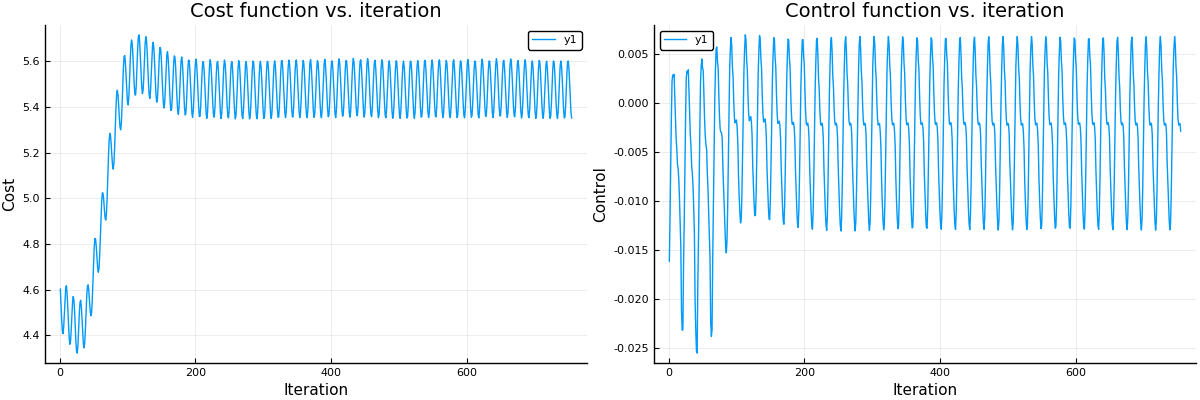 Cost function vs. iteration
y1
5.6
5.4
5.2
5.0
4.8
4.6
4.4
Cost
0 200 400 600
Iteration
Control function vs. iteration
y1
0.005
0.000
-0.005
-0.010
-0.015
-0.020
-0.025
Control
0 200 400 600
Iteration